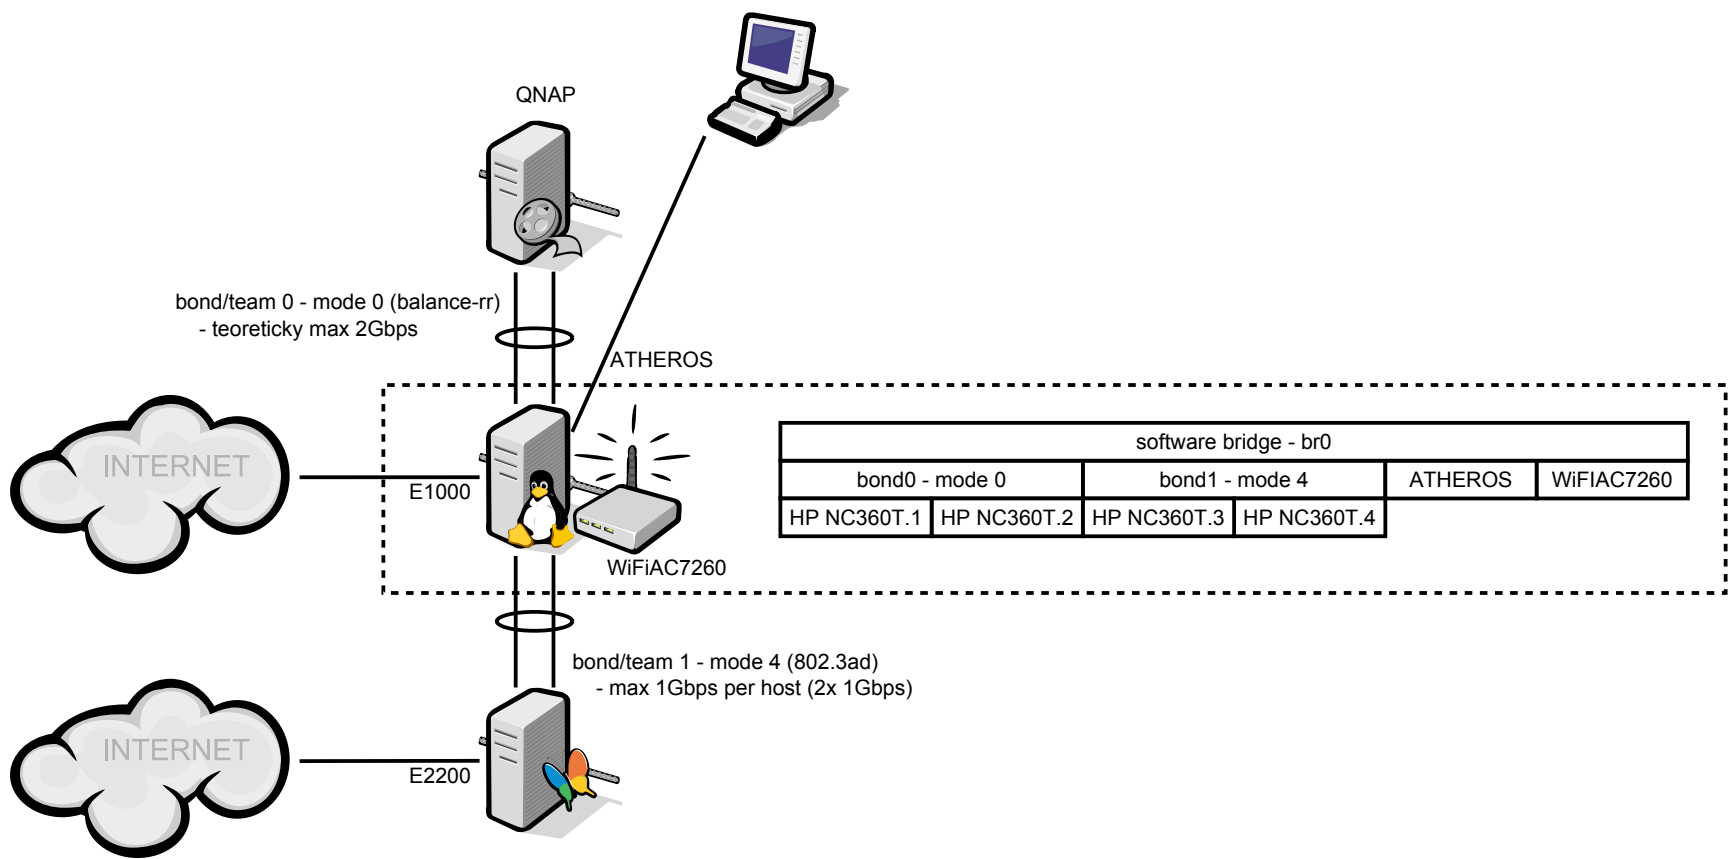 QNAP
bond/team 0 - mode 0 (balance-rr)
- teoreticky max 2Gbps
ATHEROS
INTERNET
E1000
WiFiAC7260
software bridge - br0
bond0 - mode 0
bond1 - mode 4
ATHEROS
WiFIAC7260
HP NC360T.1
HP NC360T.2
HP NC360T.3
HP NC360T.4
bond/team 1 - mode 4 (802.3ad)
- max 1Gbps per host (2x 1Gbps)
INTERNET
E2200